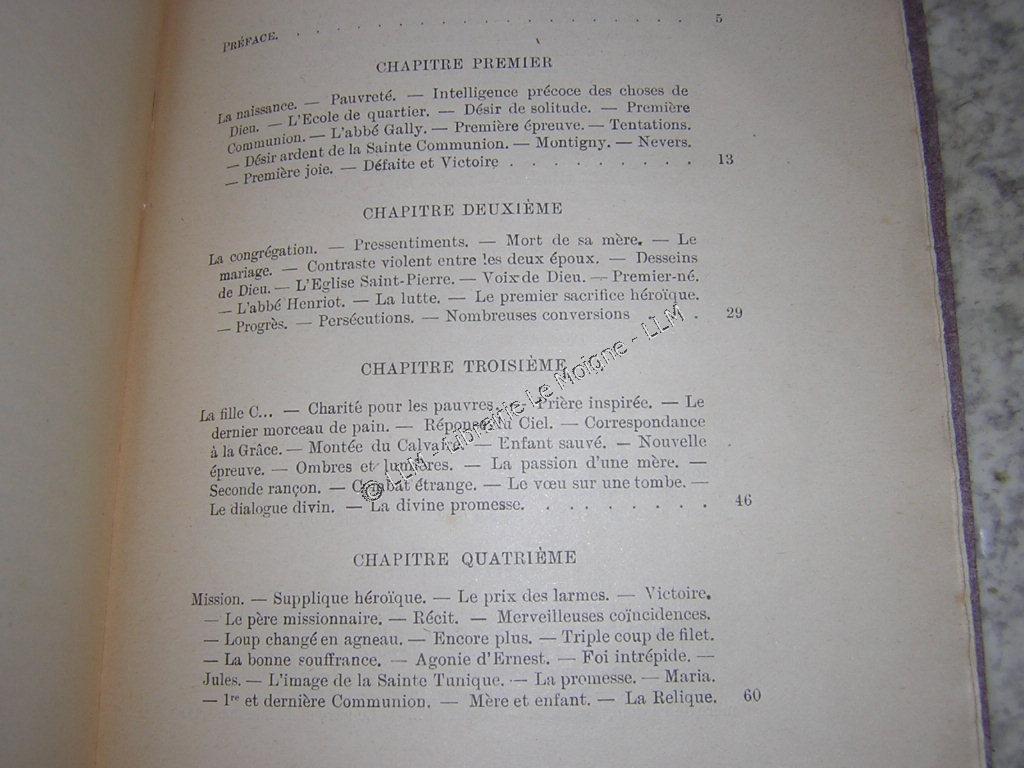 PRÉFACE. . . . . . . . . . . . . . . . . . . 5
CHAPITRE PREMIER
La naissance. — Pauvreté. — Intelligence précoce des choses de
Dieu. — L'Ecole de quartier. — Désir de solitude. — Première
Communion. — L'abbé Gally. — Première épreuve. — Tentations.
— Désir ardent de la Sainte Communion. — Montigny. — Nevers.
— Première joie. — Défaite et Victoire . . . . . . . . . 13
CHAPITRE DEUXIÈME
La congrégation. — Pressentiments. — Mort de sa mère. — Le
mariage. — Contraste violent entre les deux époux. — Desseins
de Dieu. — L'Eglise Saint-Pierre. — Voix de Dieu. — Premier-né.
— L'abbé Henriot. — La lutte. — Le premier sacrifice héroïque.
— Progrès. — Persécutions. — Nombreuses conversions . . . 29
CHAPITRE TROISIÈME
La fille C... — Charité pour les pauvres. — Prière inspirée. — Le
dernier morceau de pain. — Réponse du Ciel. — Correspondance
à la Grâce. — Montée du Calvaire. — Enfant sauvé. — Nouvelle
épreuve. — Ombres et lumières. — La passion d'une mère. —
Seconde rançon. — Combat étrange. — Le vœu sur une tombe. —
Le dialogue divin. — La divine promesse. . . . . . . . . 46
CHAPITRE QUATRIÈME
Mission. — Supplique héroïque. — Le prix des larmes. — Victoire.
— Le père missionnaire. — Récit. — Merveilleuses coïncidences.
— Loup changé en agneau. — Encore plus. — Triple coup de filet.
— La bonne souffrance. — Agonie d'Ernest. — Foi intrépide. —
Jules. — L'image de la Sainte Tunique. — La promesse. — Maria.
— 1re et dernière Communion. — Mère et enfant. — La Relique. 60
© LLM - Librairie Le Moigne - LLM